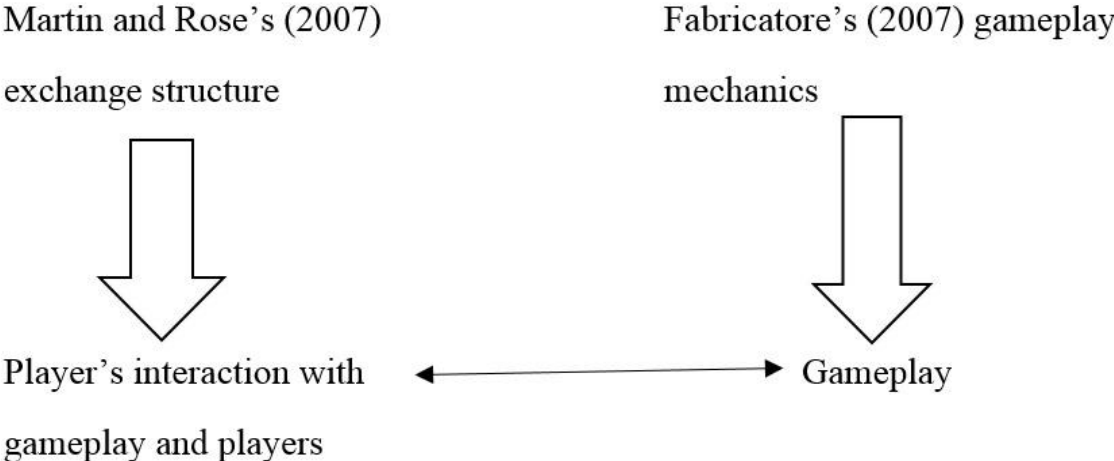 Martin and Rose’s (2007)
exchange structure
Fabricatore’s (2007) gameplay
mechanics
Player’s interaction with
gameplay and players
Gameplay